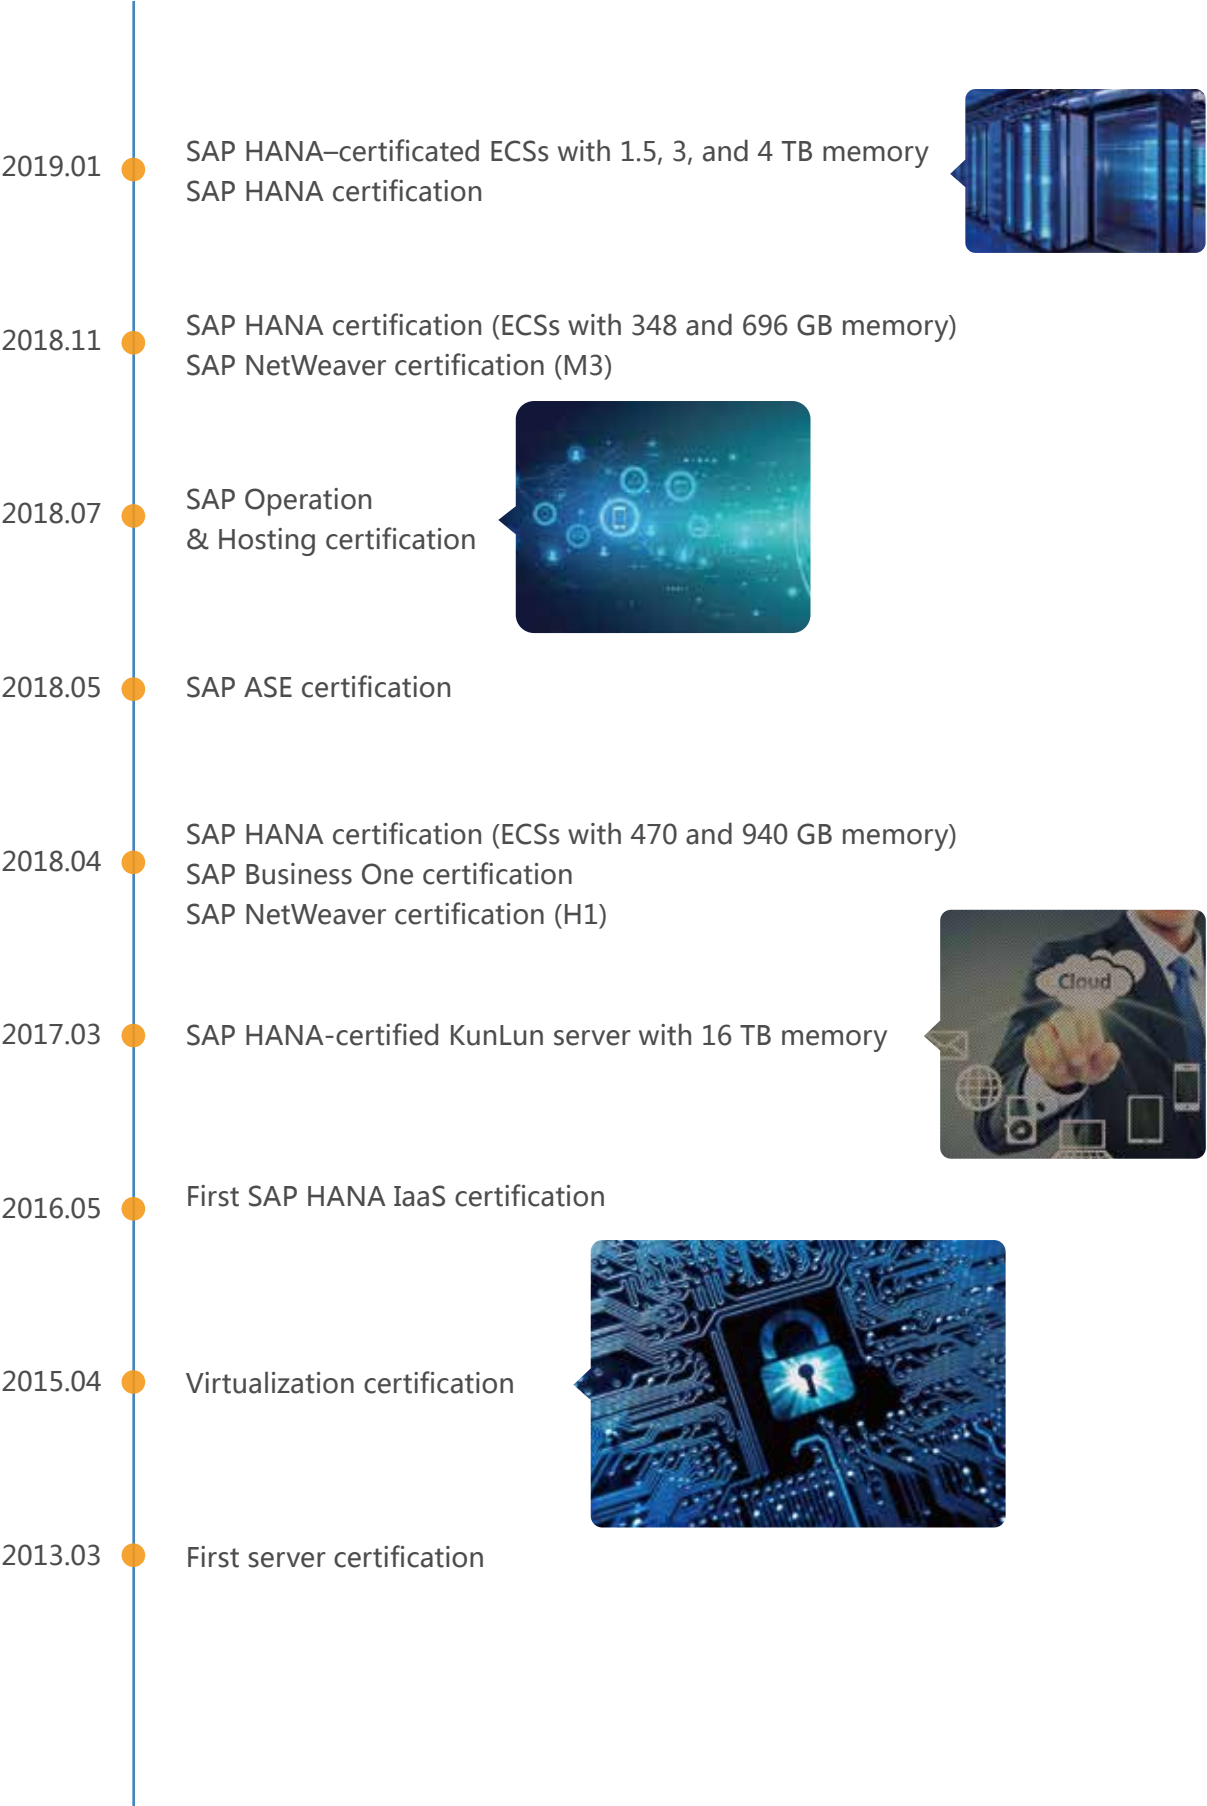 2019.01
SAP HANA–certificated ECSs with 1.5, 3, and 4 TB memory
SAP HANA certification
2018.11
SAP HANA certification (ECSs with 348 and 696 GB memory)
SAP NetWeaver certification (M3)
2018.07
SAP Operation
& Hosting certification
2018.05
SAP ASE certification
2018.04
SAP HANA certification (ECSs with 470 and 940 GB memory)
SAP Business One certification
SAP NetWeaver certification (H1)
Cloud
2017.03
SAP HANA-certified KunLun server with 16 TB memory
2016.05
First SAP HANA IaaS certification
2015.04
Virtualization certification
2013.03
First server certification